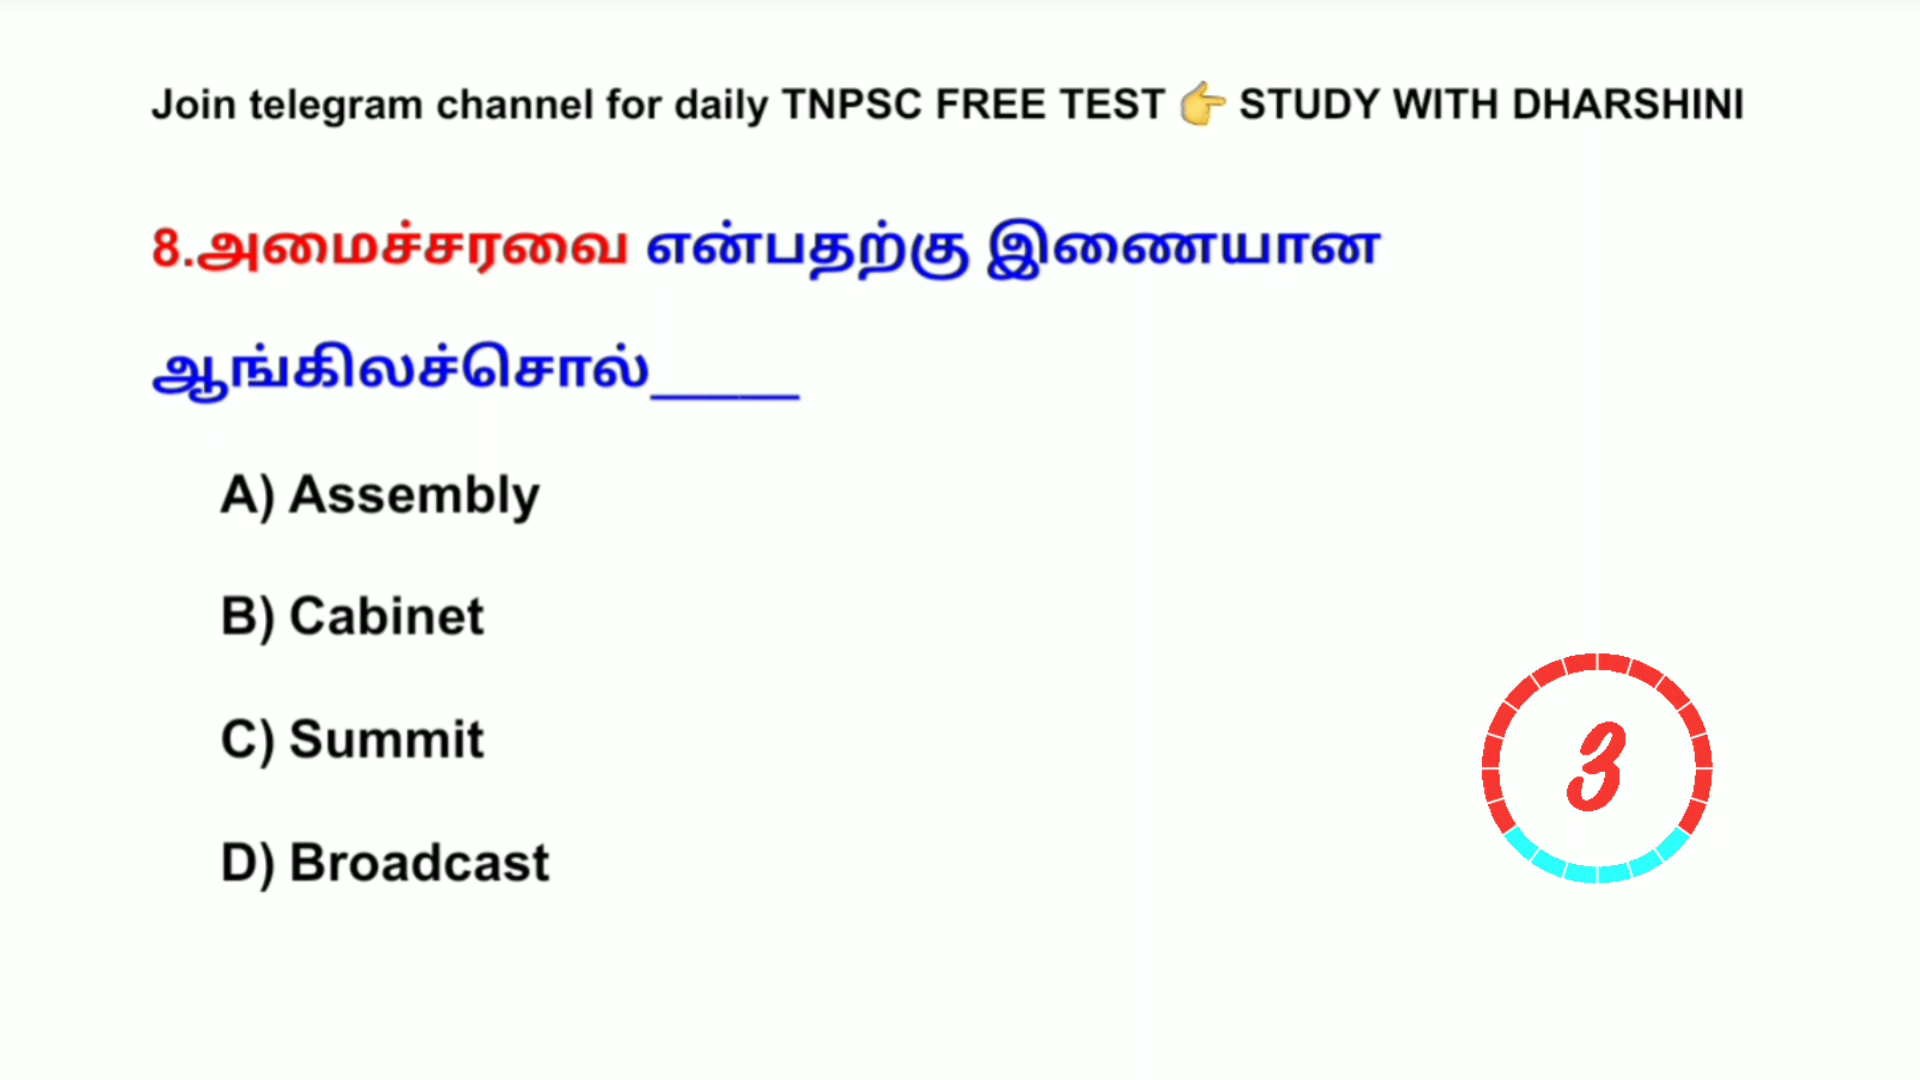 Join telegram channel for daily TNPSC FREE TEST 👉 STUDY WITH DHARSHINI
8.அமைச்சரவை என்பதற்கு இணையான
ஆங்கிலச்சொல்_____
A) Assembly
B) Cabinet
C) Summit
D) Broadcast
3